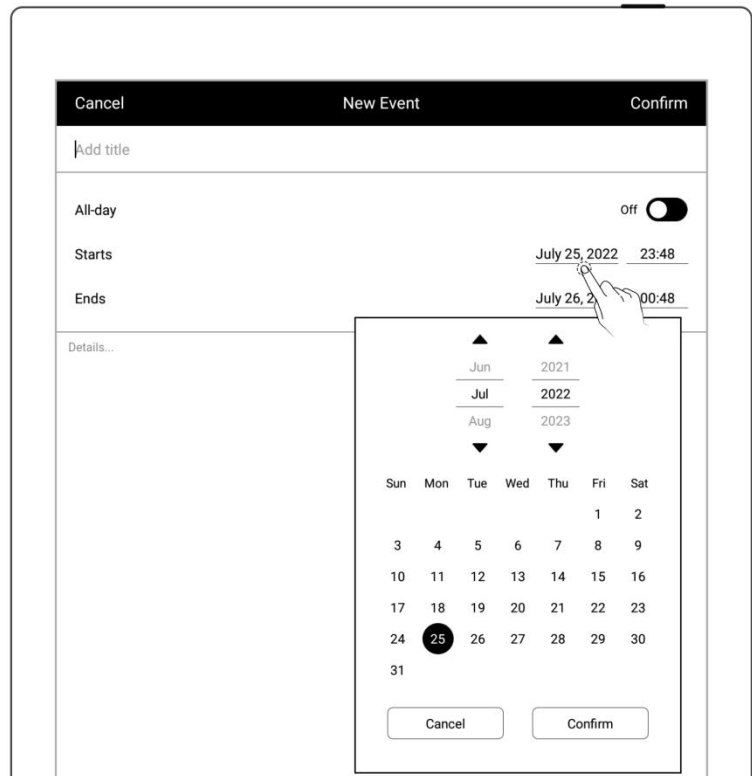 Cancel New Event Confirm
Add title
All-day Off
Starts July 25, 2022 23:48
Ends July 26, 2 00:48
Details...
Jun 2021
Jul 2022
Aug 2023
Sun Mon Tue Wed Thu Fri Sat
1 2
3 4 5 6 7 8 9
10 11 12 13 14 15 16
17 18 19 20 21 22 23
24 25 26 27 28 29 30
31
Cancel Confirm